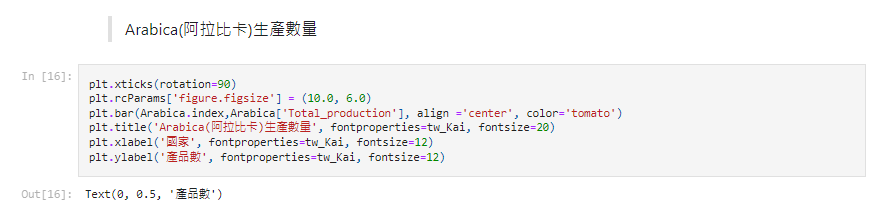 Arabica(阿拉比卡)生產數量
In [16]:
plt.xticks(rotation=90)
plt.rcParams['figure.figsize'] = (10.0, 6.0)
plt.bar(Arabica.index,Arabica['Total_production'], align ='center', color='tomato')
plt.title('Arabica(阿拉比卡)生產數量', fontproperties=tw_Kai, fontsize=20)
plt.xlabel('國家', fontproperties=tw_Kai, fontsize=12)
plt.ylabel('產品數', fontproperties=tw_Kai, fontsize=12)
Out[16]: Text(0, 0.5, '產品數')